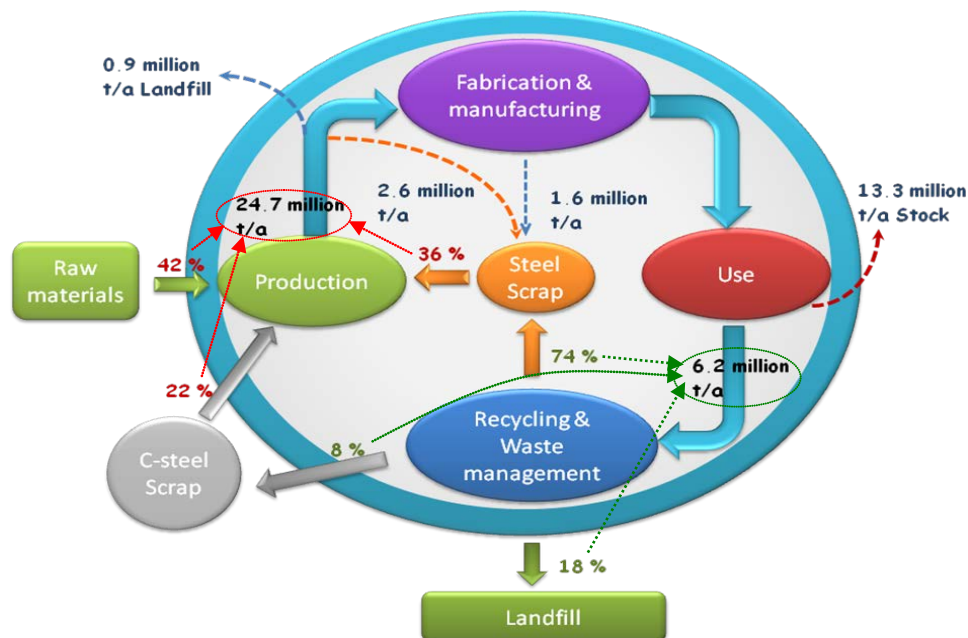 0.9 million
t/a Landfill
Fabrication &
manufacturing
2.6 million
t/a
1.6 million
t/a
13.3 million
t/a Stock
24.7 million
t/a
Raw
materials
42 %
Production
36 %
Steel
Scrap
Use
22 %
74 %
6.2 million
t/a
C-steel
Scrap
8 %
Recycling &
Waste
management
18 %
Landfill